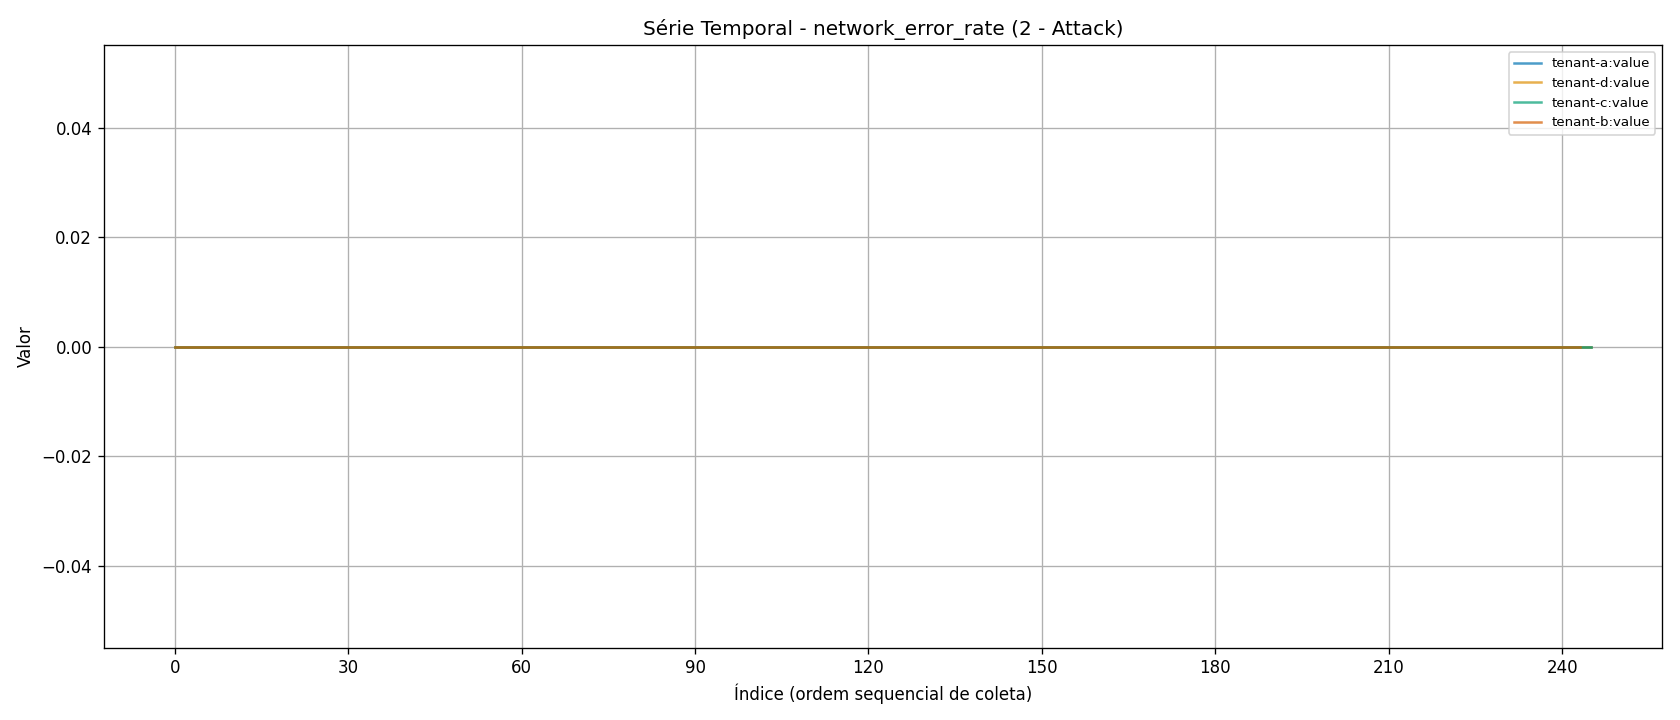 Série Temporal - network_error_rate (2 - Attack)
tenant-a:value
tenant-d:value
tenant-c:value
tenant-b:value
Valor
0.04
0.02
0.00
−0.02
−0.04
0 30 60 90 120 150 180 210 240
Índice (ordem sequencial de coleta)